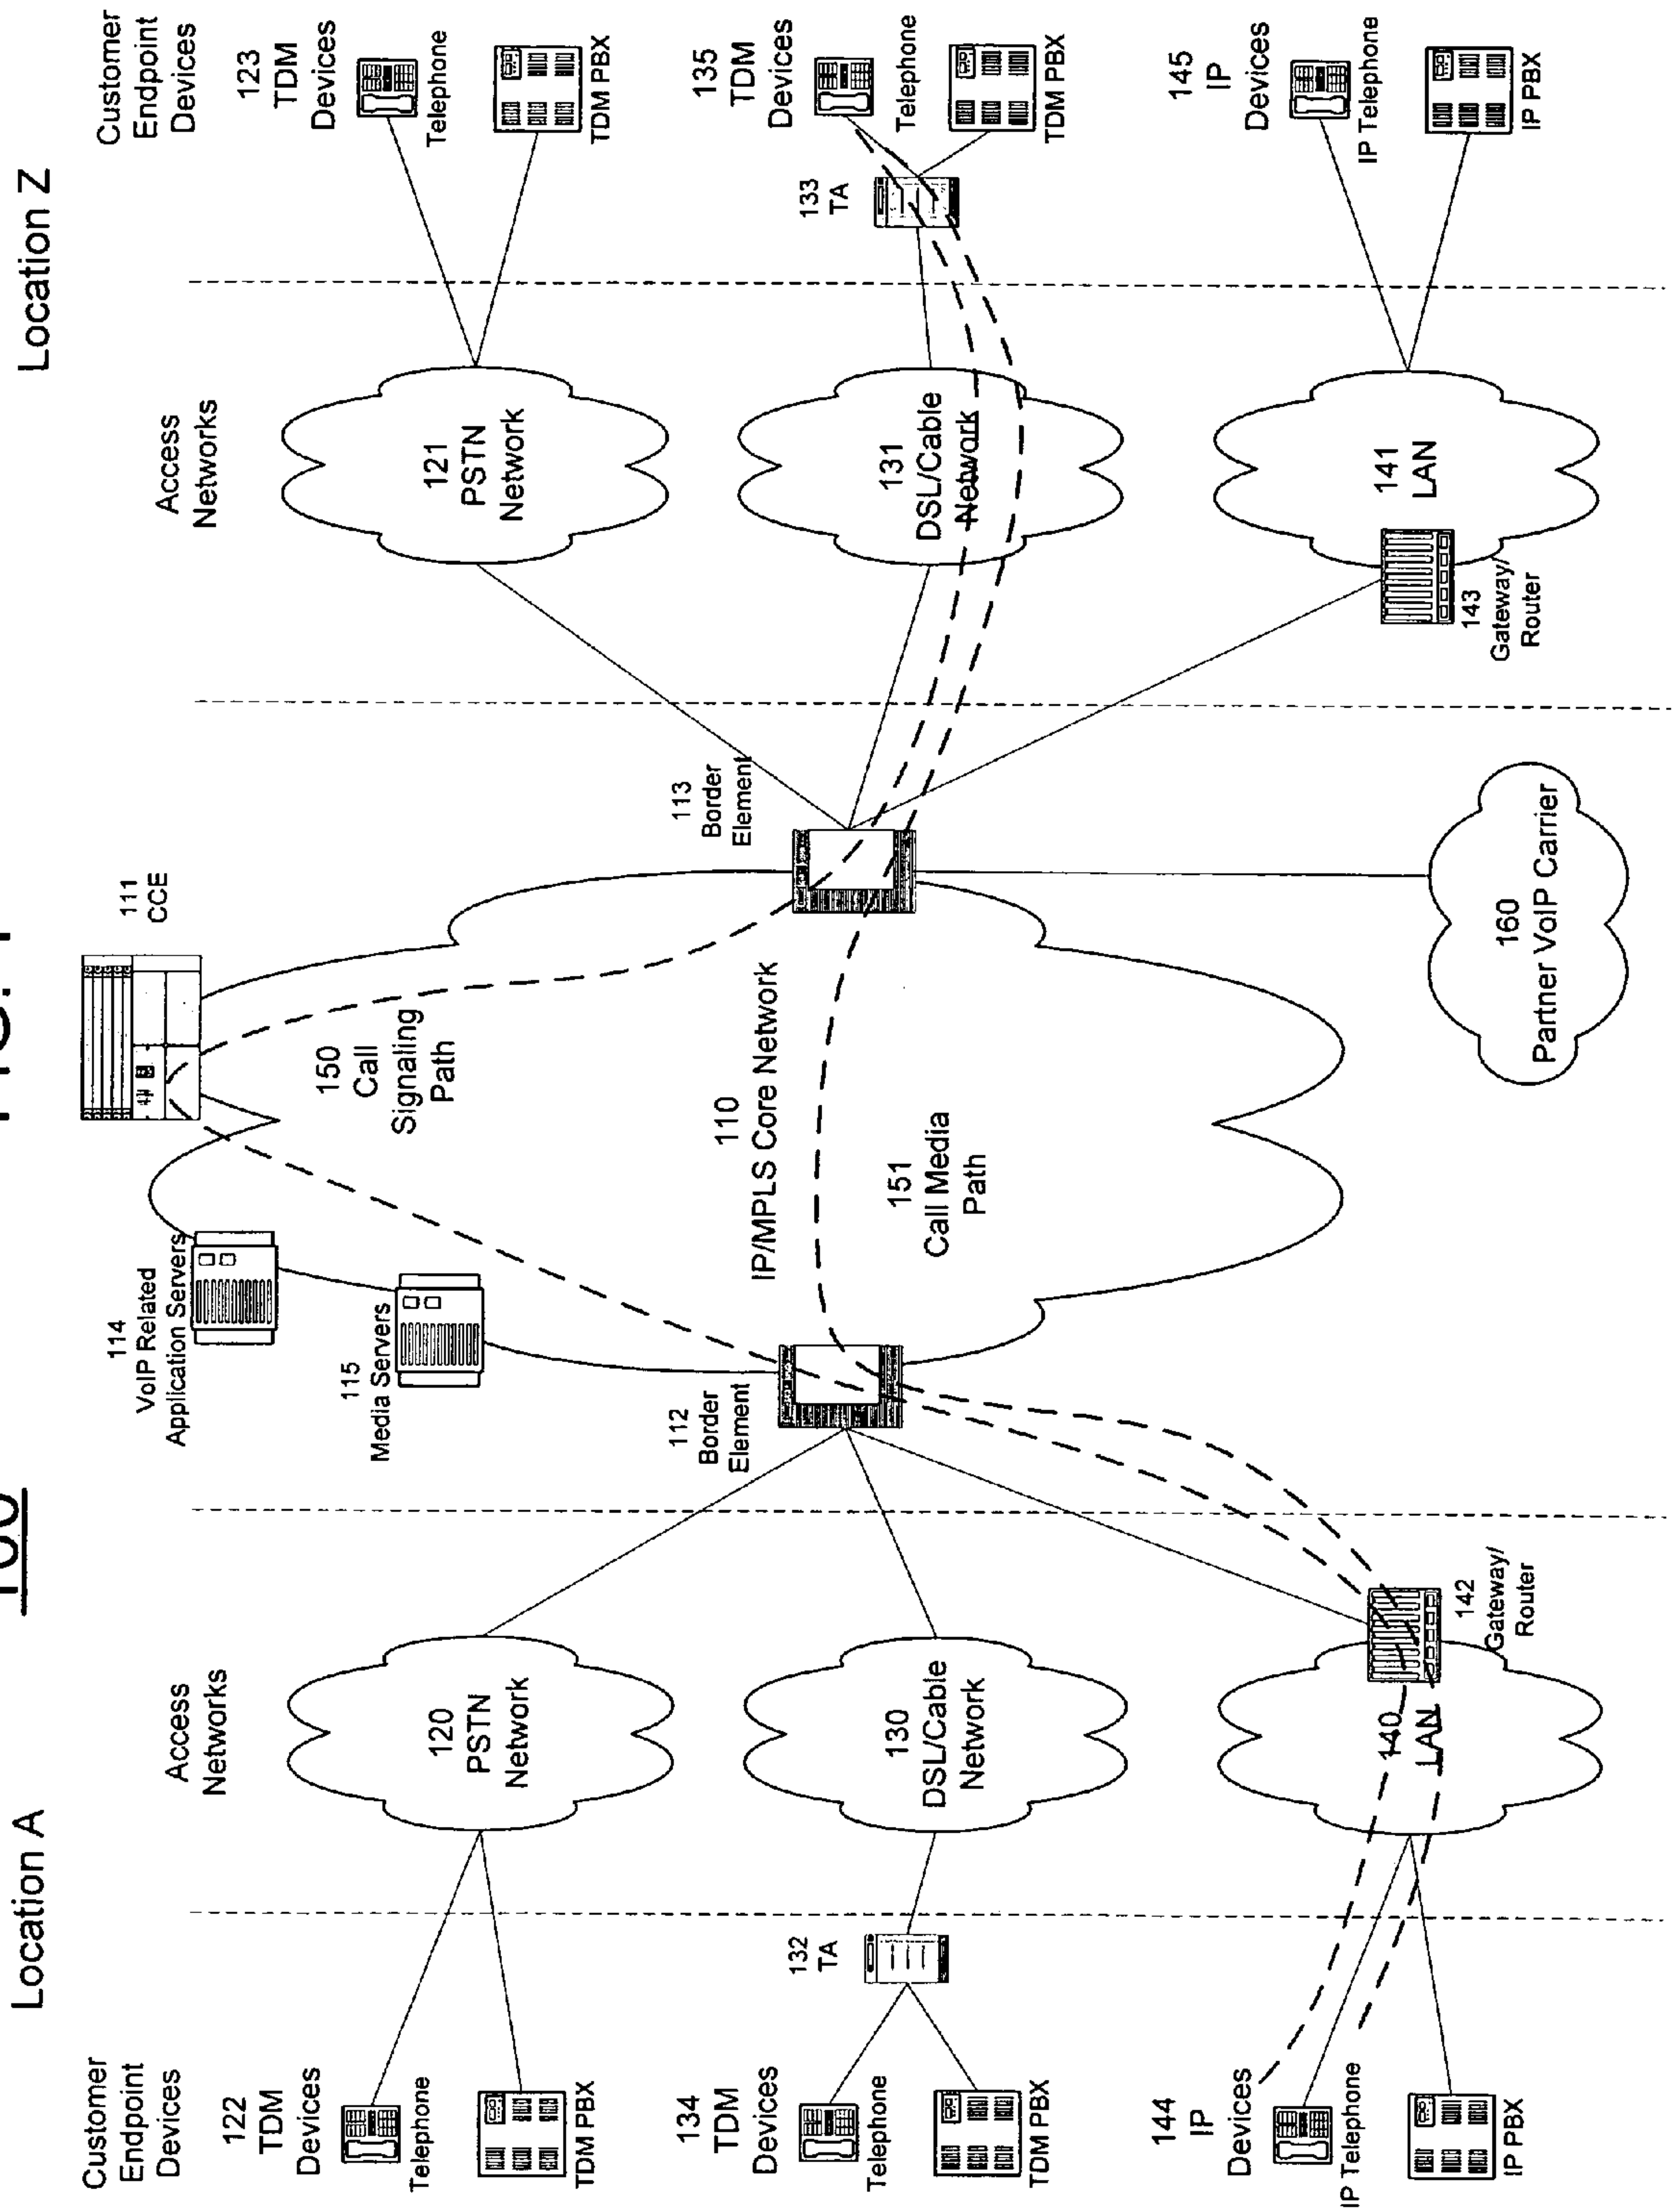 Location A
Location Z
Customer
Endpoint
Devices
Access
Networks
Access
Networks
Customer
Endpoint
Devices
122
TDM
Devices
Telephone
TDM PBX
120
PSTN
Network
114
VoIP Related
Application Servers
115
Media Servers
111
CCE
150
Call
Signaling
Path
121
PSTN
Network
123
TDM
Devices
Telephone
TDM PBX
134
TDM
Devices
Telephone
TDM PBX
132
TA
130
DSL/Cable
Network
112
Border
Element
110
IP/MPLS Core Network
151
Call Media
Path
113
Border
Element
131
DSL/Cable
Network
133
TA
135
TDM
Devices
Telephone
TDM PBX
144
IP
Devices
IP Telephone
IP PBX
140
LAN
142
Gateway/
Router
160
Partner VoIP Carrier
143
Gateway/
Router
141
LAN
145
IP
Devices
IP Telephone
IP PBX